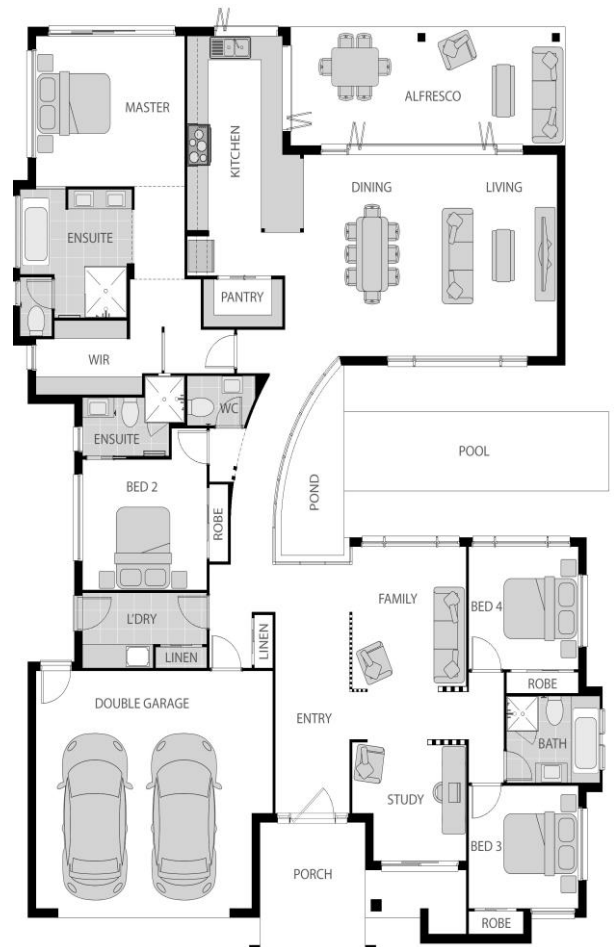 MASTER
KITCHEN
ALFRESCO
DINING
LIVING
ENSUITE
PANTRY
WIR
WC
ENSUITE
POOL
BED 2
ROBE
POND
L'DRY
LINEN
LINEN
FAMILY
BED 4
ROBE
DOUBLE GARAGE
ENTRY
BATH
STUDY
BED 3
PORCH
ROBE